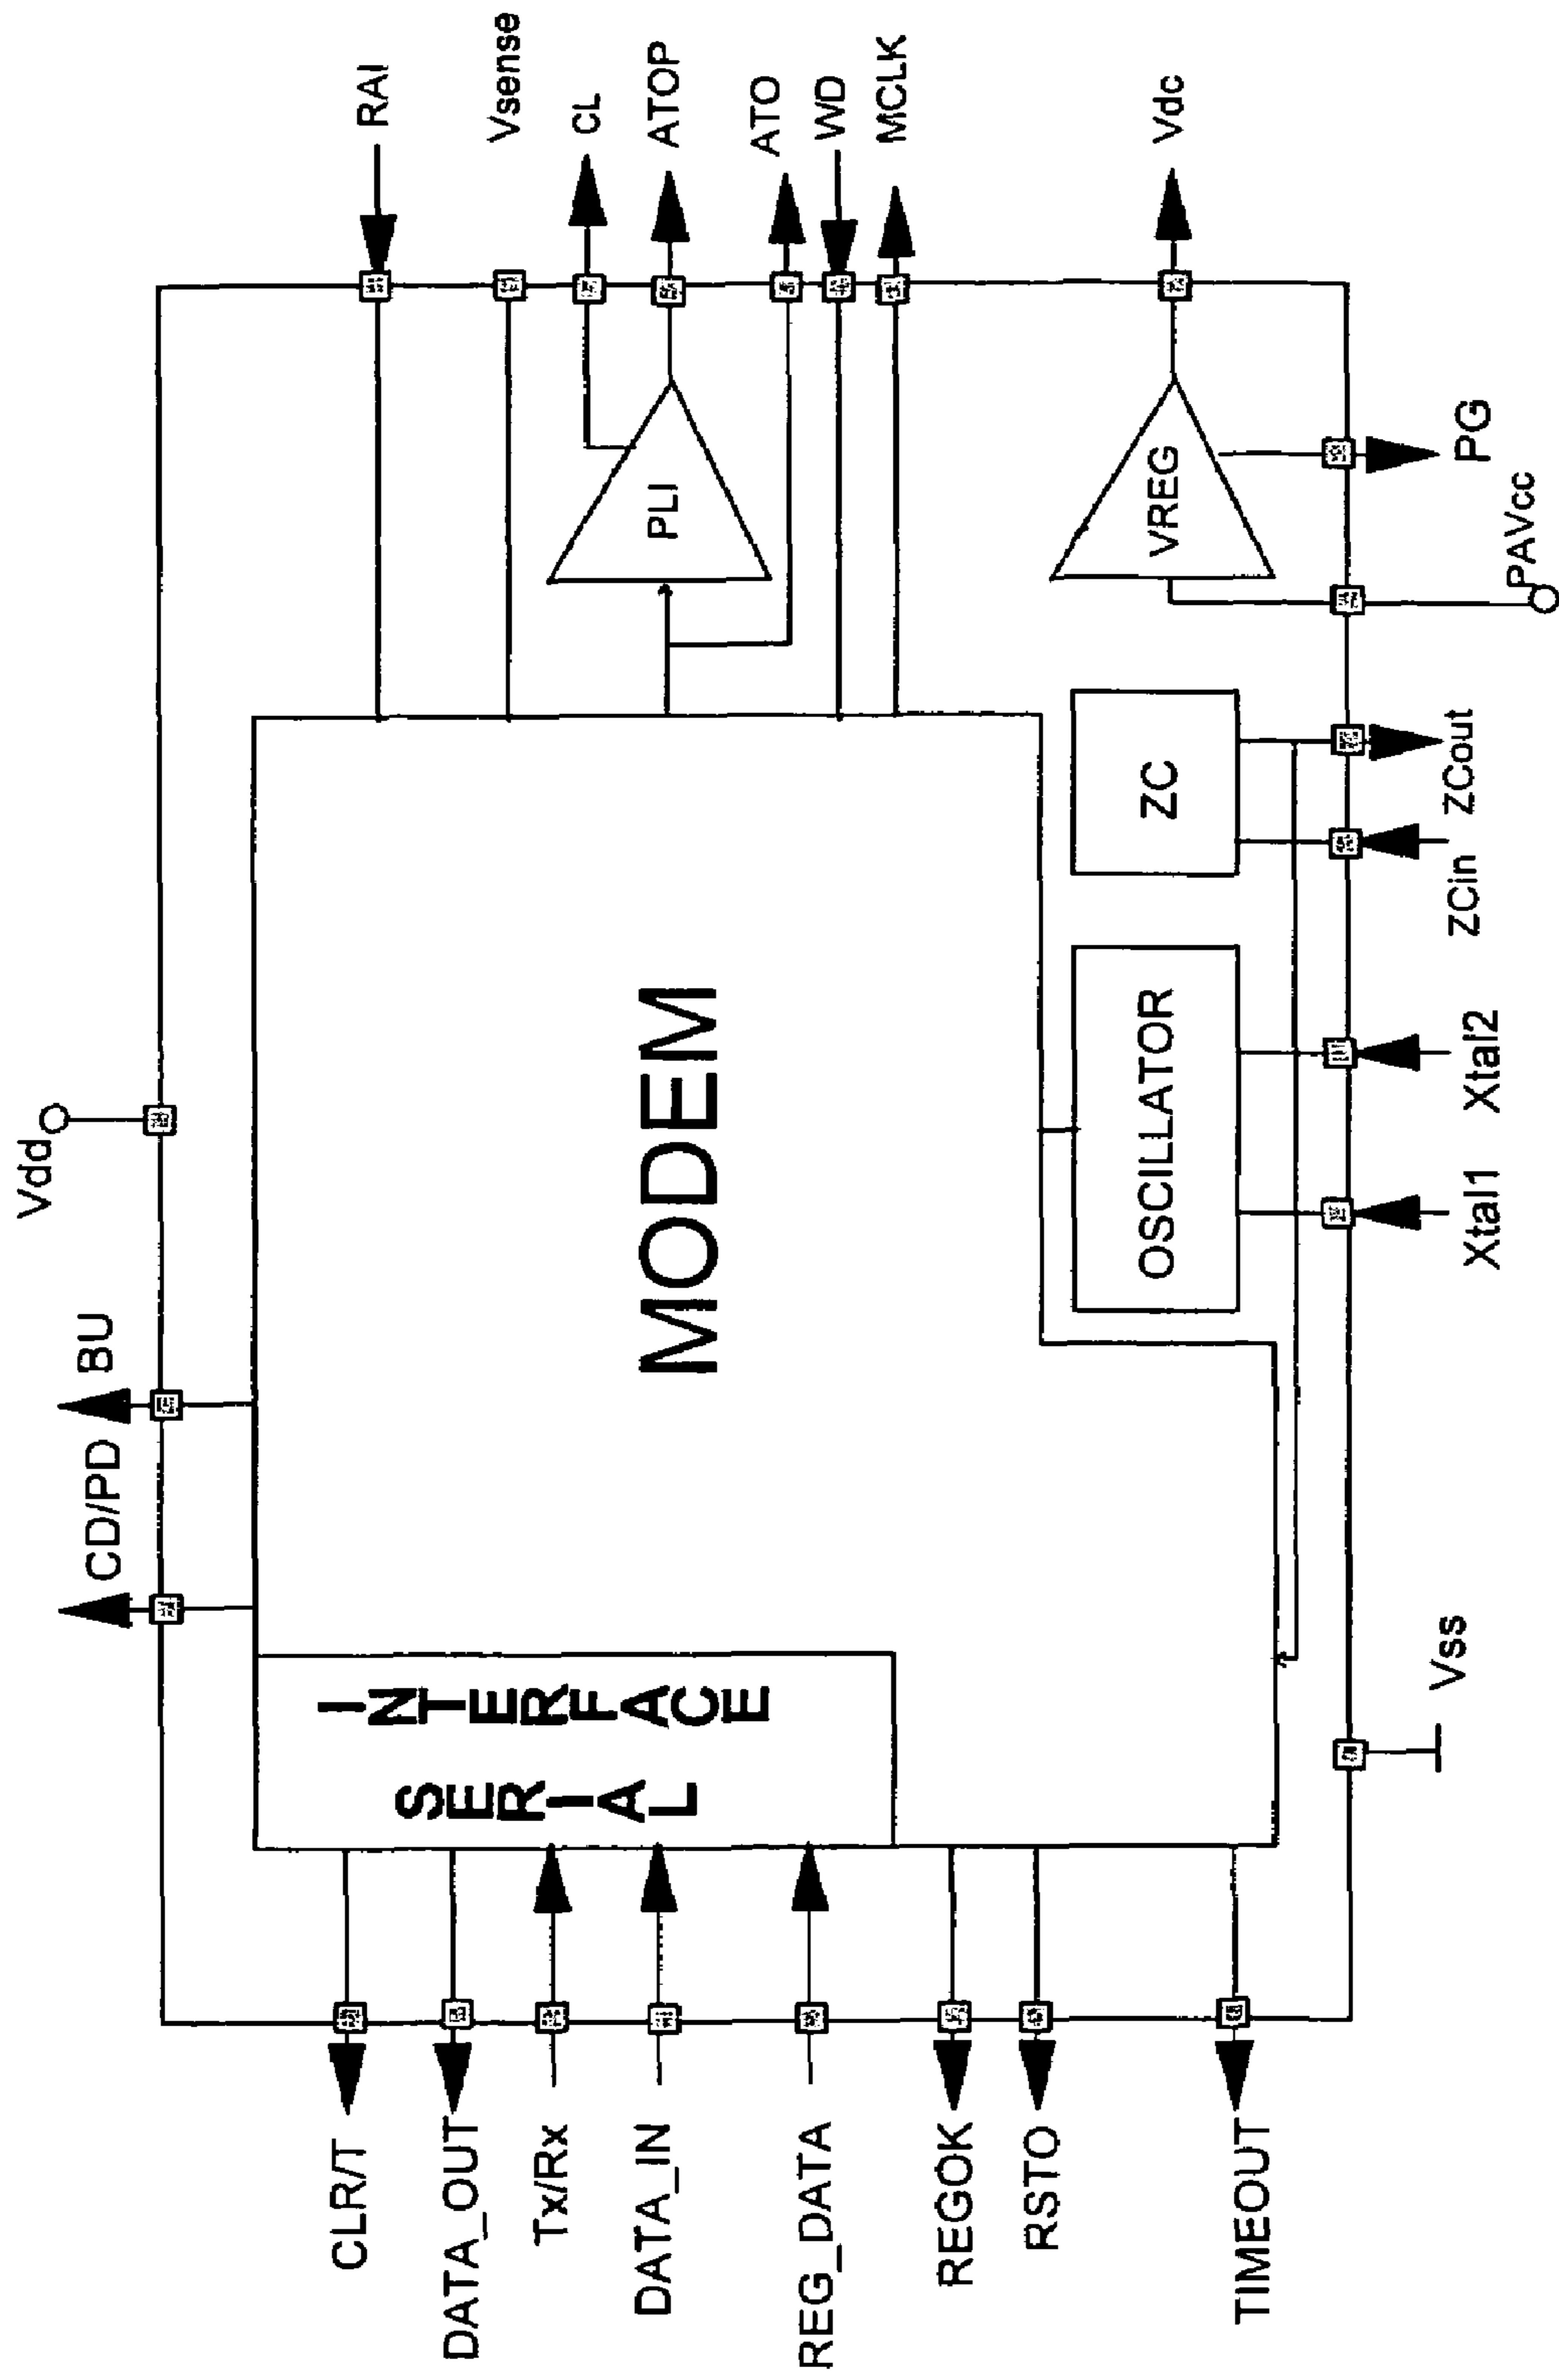 CD/PD
BU
Vdd
CLR/T
DATA_OUT
Tx/Rx
DATA_IN
REG_DATA
REGOK
RSTO
TIMEOUT
SERIAL
INTERFACE
MODEM
OSCILLATOR
ZC
PLI
VREG
RAI
Vsense
CL
ATOP
ATO
WD
MCLK
Vdc
Vss
Xtal1
Xtal2
ZCin
ZCout
PAVcc
PG